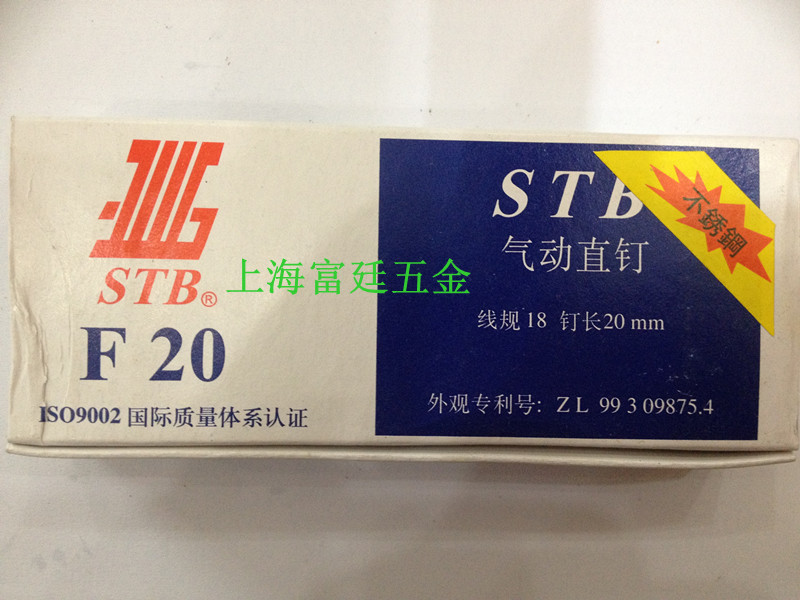 STB®
F 20
ISO9002 国际质量体系认证
上海富廷五金
STB
气动直钉
不銹鋼
线规 18 钉长20 mm
外观专利号: ZL 99 3 09875.4